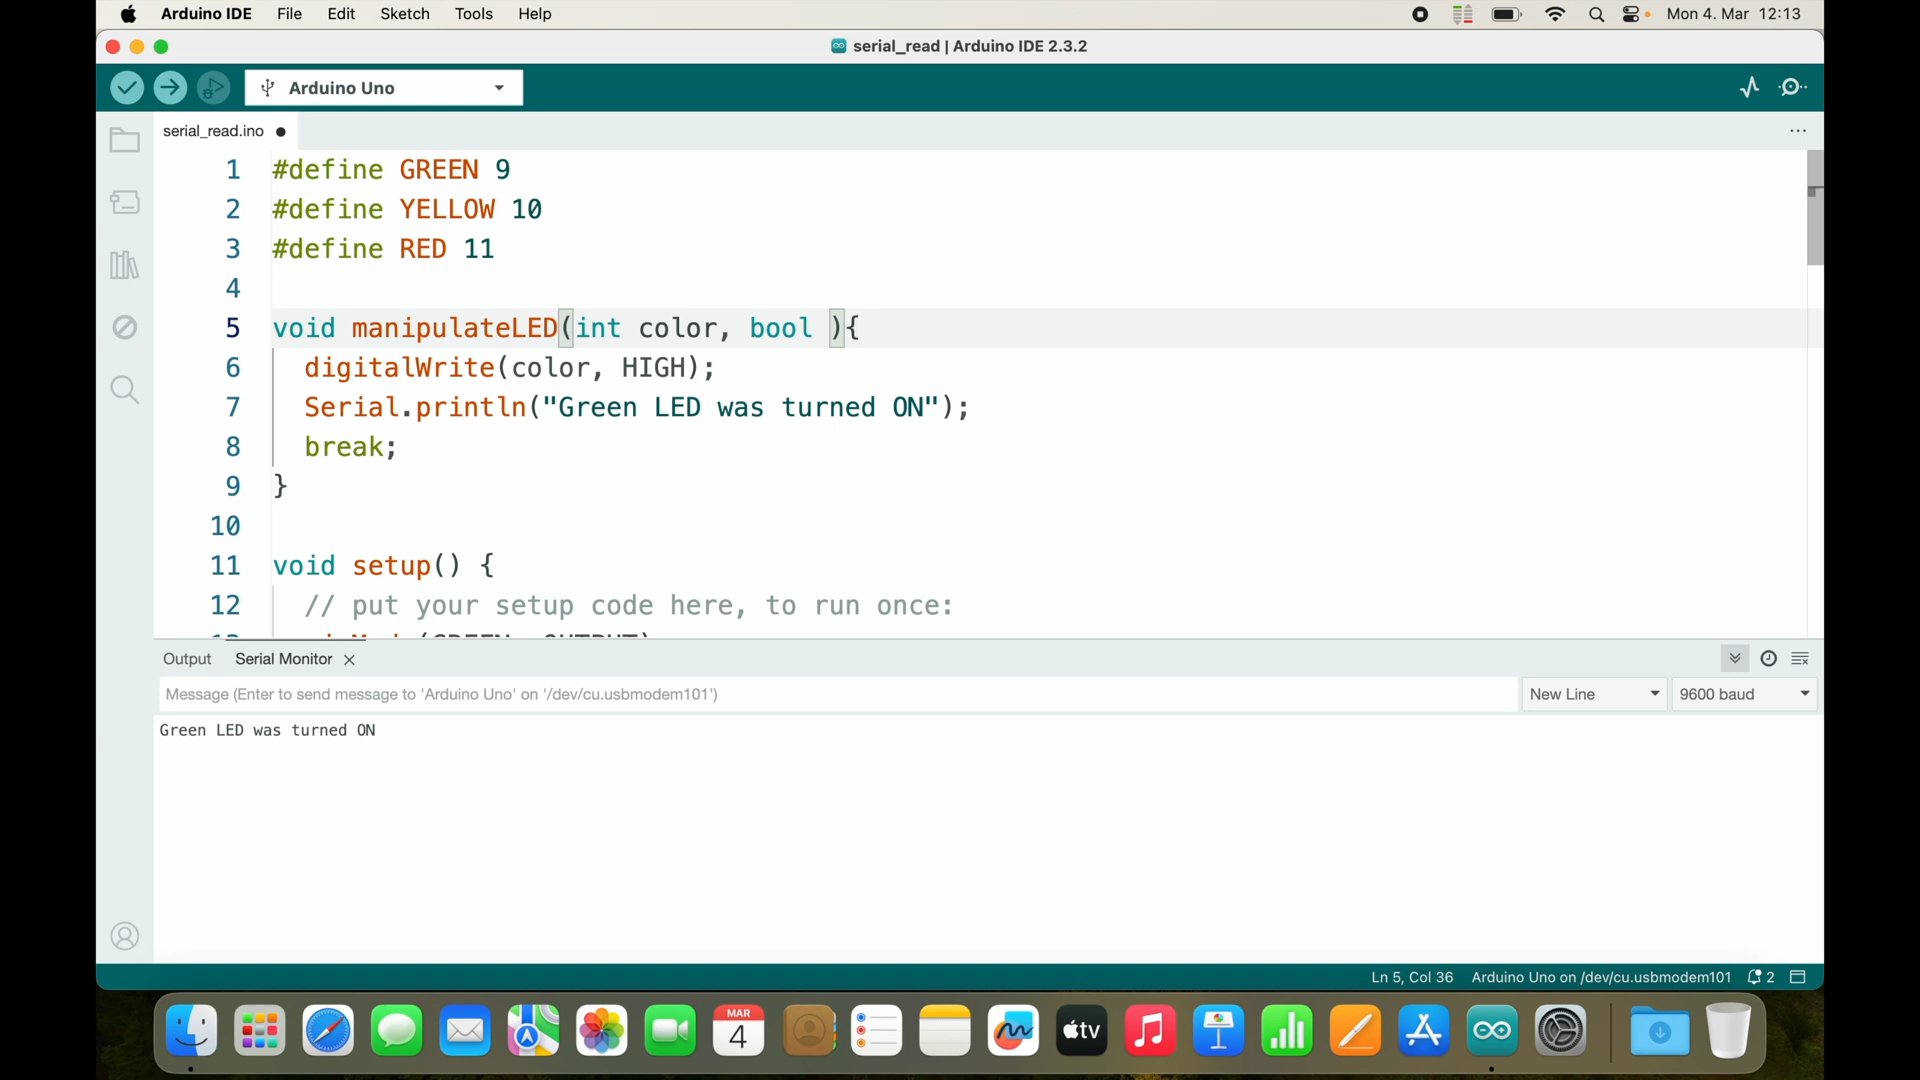 Arduino IDE File Edit Sketch Tools Help Mon 4. Mar 12:13
serial_read | Arduino IDE 2.3.2
Arduino Uno
serial_read.ino
1 #define GREEN 9
2 #define YELLOW 10
3 #define RED 11
4
5 void manipulateLED(int color, bool ){
6 digitalWrite(color, HIGH);
7 Serial.println("Green LED was turned ON");
8 break;
9 }
10
11 void setup() {
12 // put your setup code here, to run once:
Output Serial Monitor
Message (Enter to send message to 'Arduino Uno' on '/dev/cu.usbmodem101') New Line 9600 baud
Green LED was turned ON
Ln 5, Col 36 Arduino Uno on /dev/cu.usbmodem101 2
MAR
4
tv